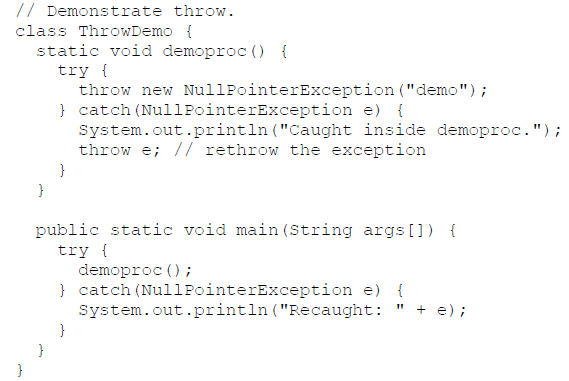 // Demonstrate throw.
class ThrowDemo {
  static void demoproc() {
    try {
      throw new NullPointerException("demo");
    } catch(NullPointerException e) {
      System.out.println("Caught inside demoproc.");
      throw e; // rethrow the exception
    }
  }

  public static void main(String args[]) {
    try {
      demoproc();
    } catch(NullPointerException e) {
      System.out.println("Recaught: " + e);
    }
  }
}